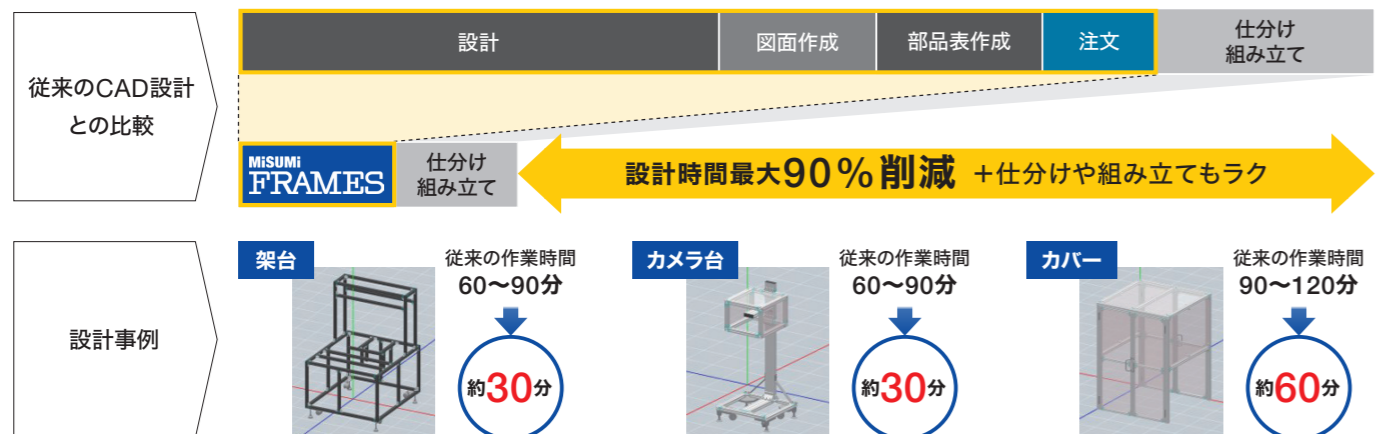 従来のCAD設計
との比較
設計
図面作成
部品表作成
注文
仕分け
組み立て
MiSUMi
FRAMES
仕分け
組み立て
設計時間最大90%削減 +仕分けや組み立てもラク
設計事例
架台
従来の作業時間
60〜90分
約30分
カメラ台
従来の作業時間
60〜90分
約30分
カバー
従来の作業時間
90〜120分
約60分